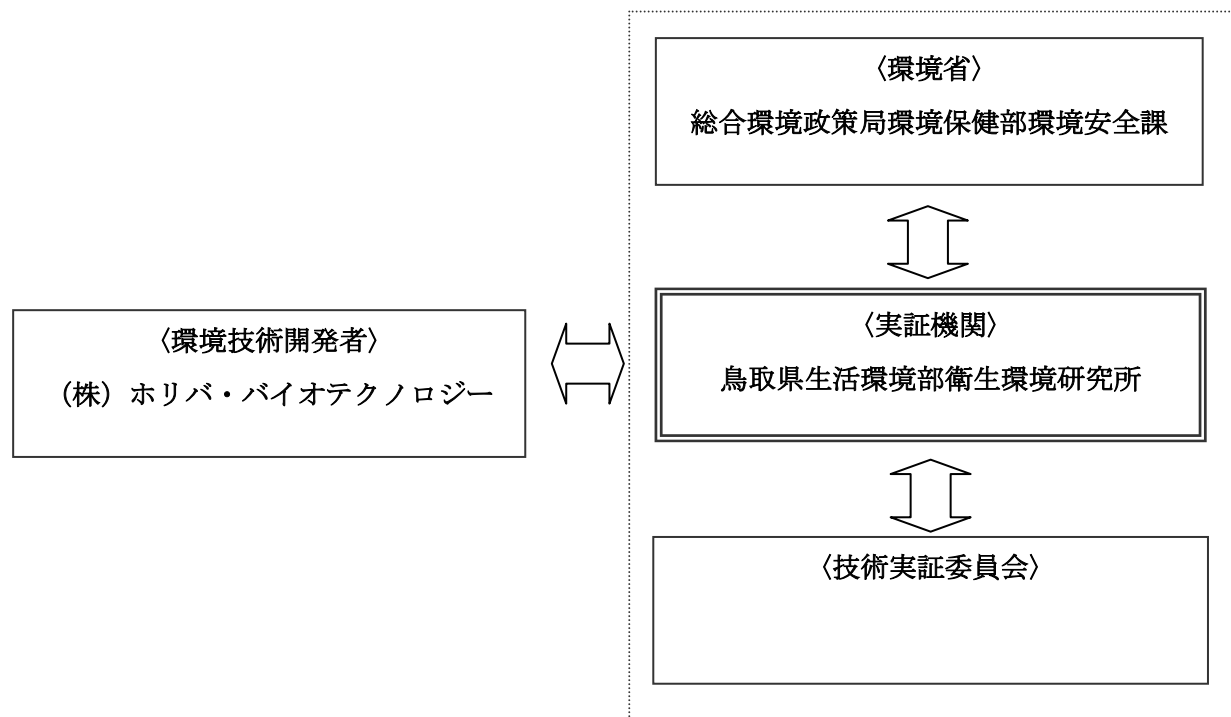 〈環境省〉
総合環境政策局環境保健部環境安全課
〈環境技術開発者〉
（株）ホリバ・バイオテクノロジー
〈実証機関〉
鳥取県生活環境部衛生環境研究所
〈技術実証委員会〉